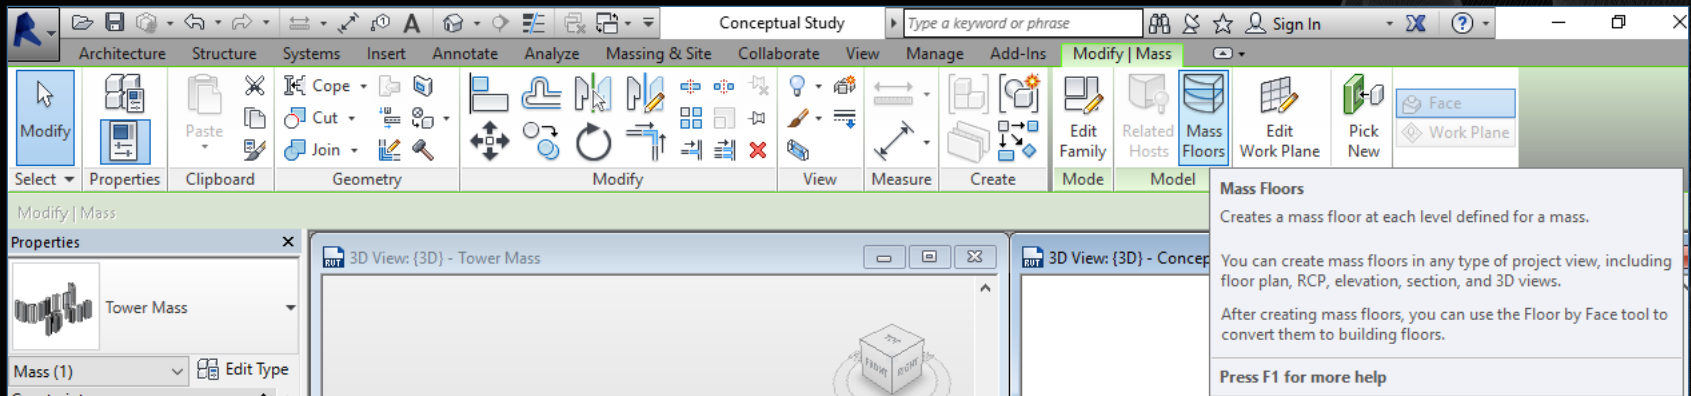 Conceptual Study
Type a keyword or phrase
Sign In
Architecture Structure Systems Insert Annotate Analyze Massing & Site Collaborate View Manage Add-Ins Modify | Mass
Modify
Paste
Cope
Cut
Join
Edit Family
Related Hosts
Mass Floors
Edit Work Plane
Pick New
Face
Work Plane
Select Properties Clipboard Geometry Modify View Measure Create Mode Model
Modify | Mass
Mass Floors
Creates a mass floor at each level defined for a mass.
You can create mass floors in any type of project view, including
floor plan, RCP, elevation, section, and 3D views.
After creating mass floors, you can use the Floor by Face tool to
convert them to building floors.
Press F1 for more help
Properties
Tower Mass
Mass (1)
Edit Type
3D View: {3D} - Tower Mass
3D View: {3D} - Concep
FRONT
RIGHT